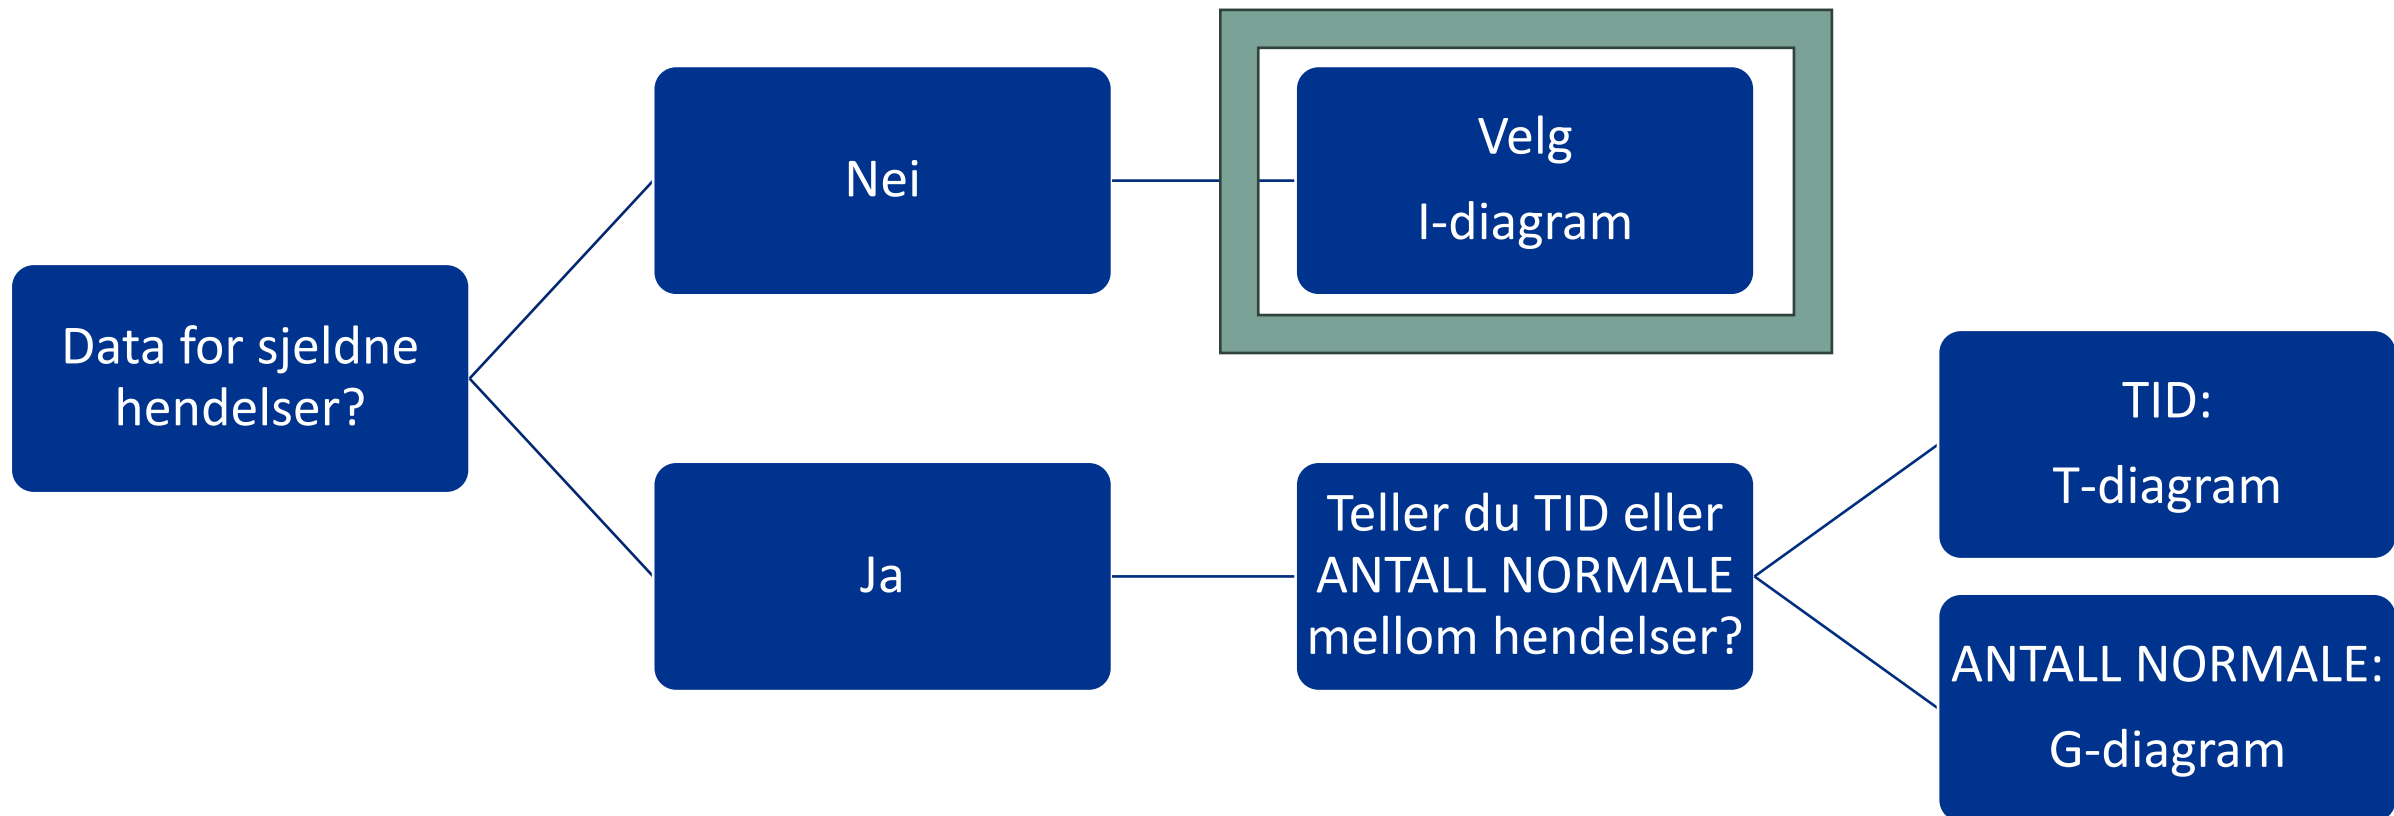 Data for sjeldne
hendelser?
Nei
Velg
I-diagram
Ja
Teller du TID eller
ANTALL NORMALE
mellom hendelser?
TID:
T-diagram
ANTALL NORMALE:
G-diagram